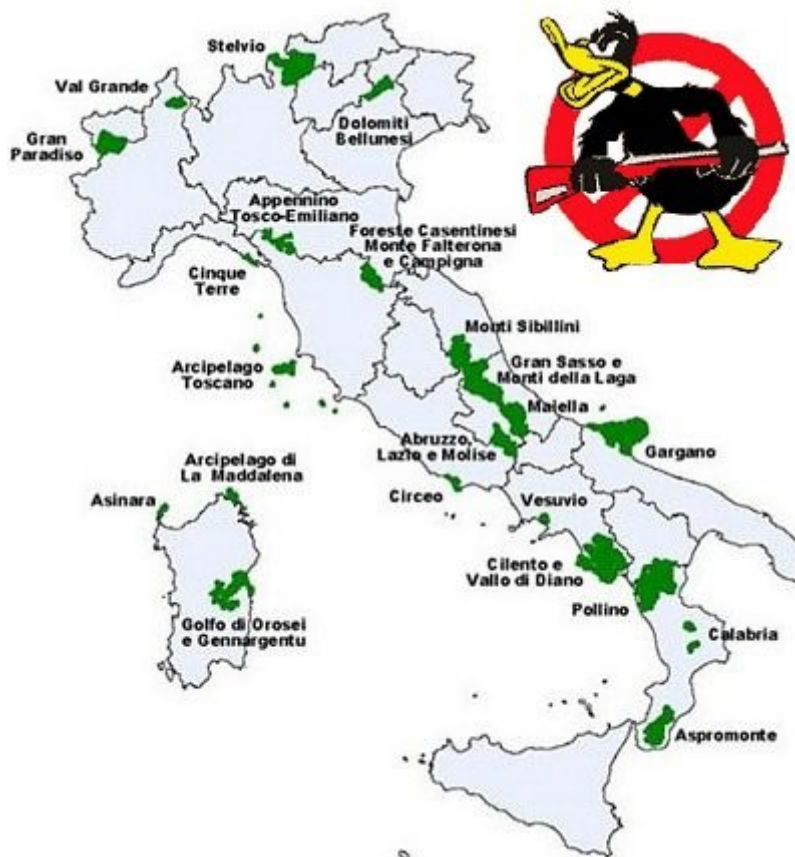 Stelvio
Val Grande
Gran
Paradiso
Dolomiti
Bellunesi
Appennino
Tosco-Emiliano
Foreste Casentinesi
Monte Falterona
e Campigna
Cinque
Terre
Monti Sibillini
Gran Sasso e
Monti della Laga
Arcipelago
Toscano
Maiella
Abruzzo,
Lazio e Molise
Gargano
Arcipelago di
La Maddalena
Asinara
Circeo
Vesuvio
Cilento e
Vallo di Diano
Pollino
Golfo di Orosei
e Gennargentu
Calabria
Aspromonte